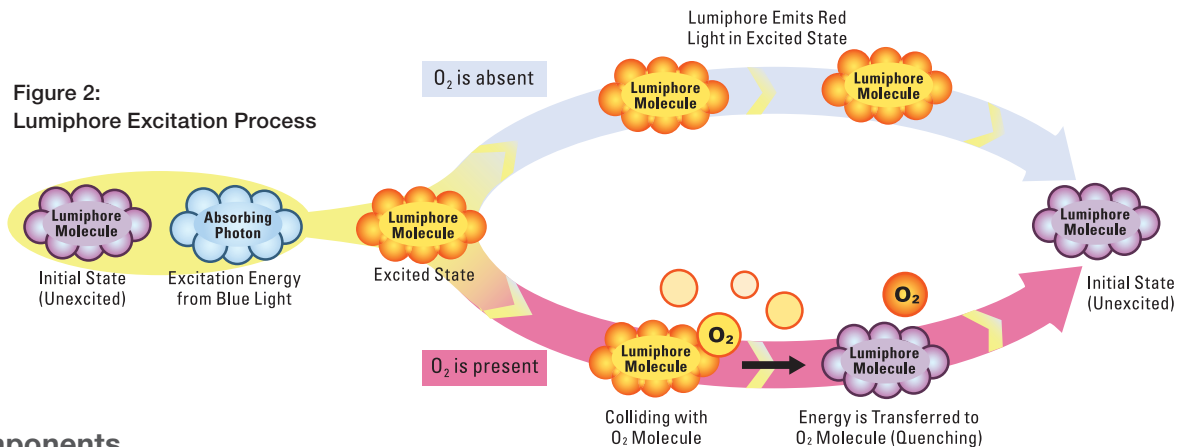 Figure 2:
Lumiphore Excitation Process
Lumiphore
Molecule
Initial State
(Unexcited)
Absorbing
Photon
Excitation Energy
from Blue Light
Lumiphore
Molecule
Excited State
O₂ is absent
Lumiphore Emits Red
Light in Excited State
Lumiphore
Molecule
Lumiphore
Molecule
O₂ is present
Lumiphore
Molecule
O₂
Colliding with
O₂ Molecule
O₂
Lumiphore
Molecule
Energy is Transferred to
O₂ Molecule (Quenching)
Lumiphore
Molecule
Initial State
(Unexcited)